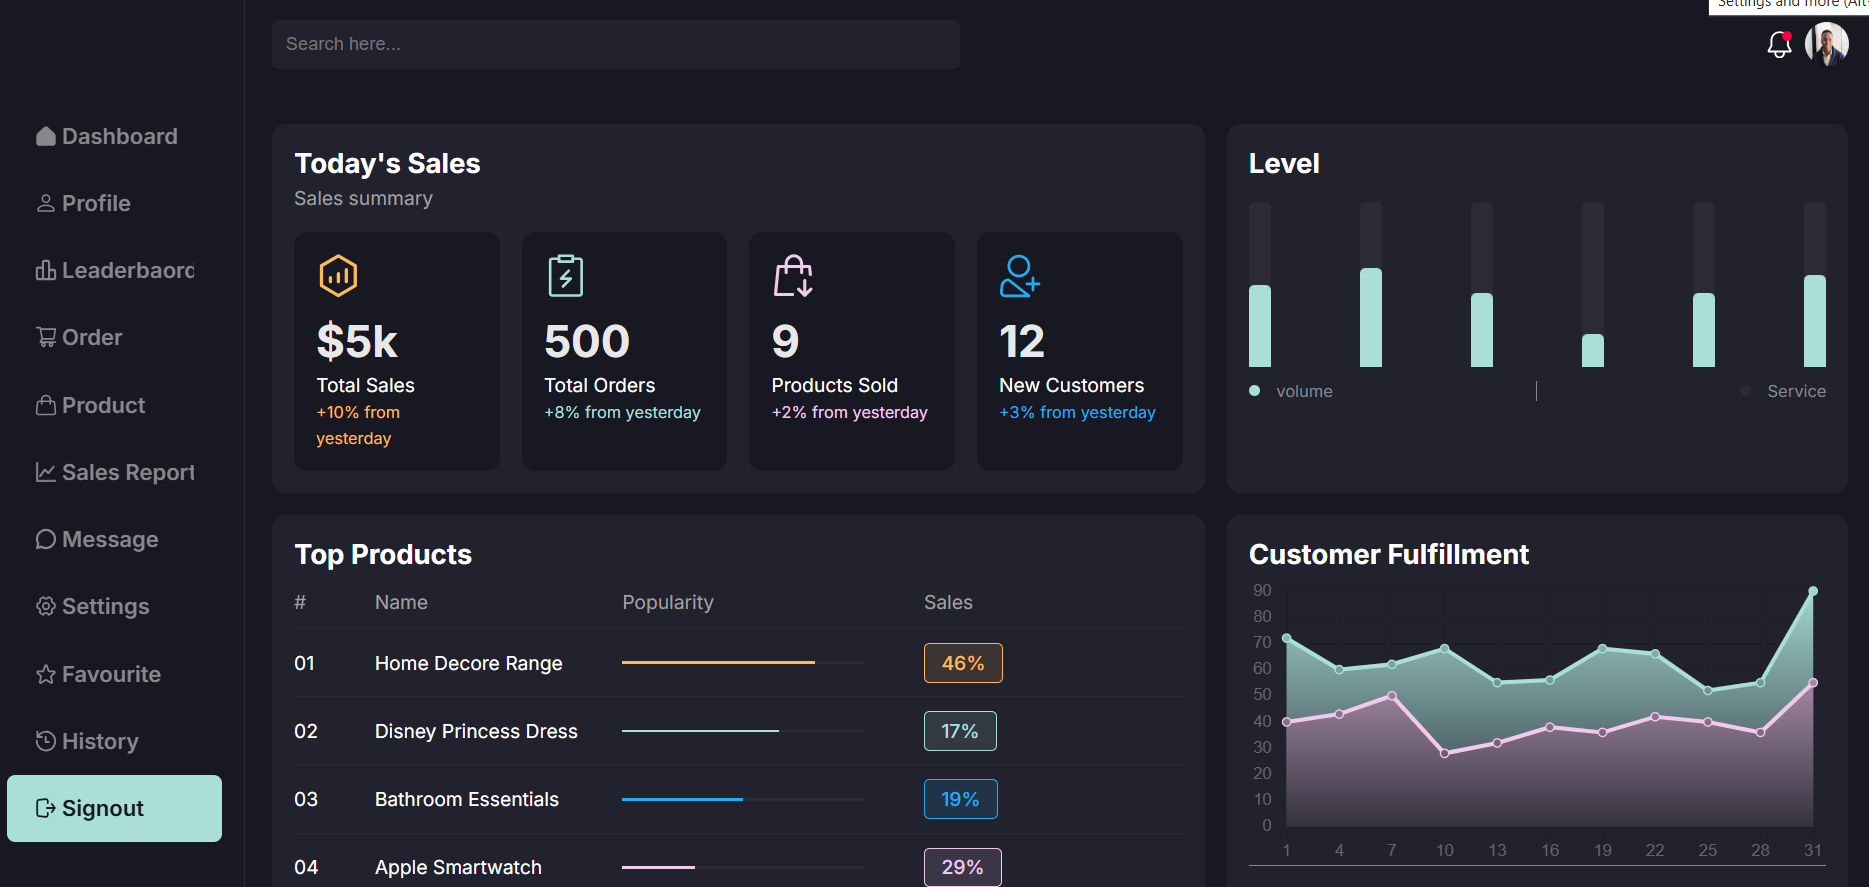 Settings and more (Alt
Search here...
Dashboard
Profile
Leaderbaord
Order
Product
Sales Report
Message
Settings
Favourite
History
Signout
Today's Sales
Sales summary
$5k
Total Sales
+10% from
yesterday
500
Total Orders
+8% from yesterday
9
Products Sold
+2% from yesterday
12
New Customers
+3% from yesterday
Level
volume
Service
Top Products
# Name Popularity Sales
01 Home Decore Range 46%
02 Disney Princess Dress 17%
03 Bathroom Essentials 19%
04 Apple Smartwatch 29%
Customer Fulfillment
90
80
70
60
50
40
30
20
10
0
1 4 7 10 13 16 19 22 25 28 31